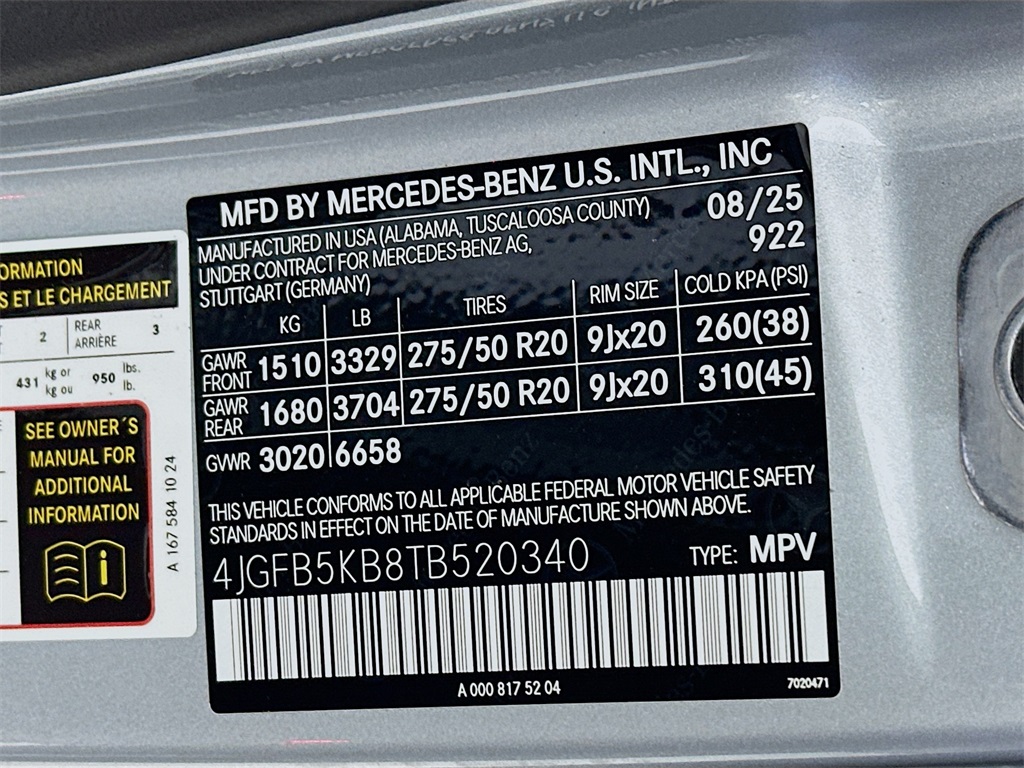 MFD BY MERCEDES-BENZ U.S. INTL., INC
MANUFACTURED IN USA (ALABAMA, TUSCALOOSA COUNTY) 08/25
UNDER CONTRACT FOR MERCEDES-BENZ AG, 922
STUTTGART (GERMANY)
KG LB TIRES RIM SIZE COLD KPA (PSI)
GAWR FRONT 1510 3329 275/50 R20 9Jx20 260(38)
GAWR REAR 1680 3704 275/50 R20 9Jx20 310(45)
GVWR 3020 6658
THIS VEHICLE CONFORMS TO ALL APPLICABLE FEDERAL MOTOR VEHICLE SAFETY
STANDARDS IN EFFECT ON THE DATE OF MANUFACTURE SHOWN ABOVE.
4JGFB5KB8TB520340 TYPE: MPV
A 000 817 52 04 7020471
ORMATION
S ET LE CHARGEMENT
2 REAR ARRIÈRE 3
431 kg or kg ou 950 lbs. lb.
SEE OWNER´S
MANUAL FOR
ADDITIONAL
INFORMATION
A 167 584 10 24